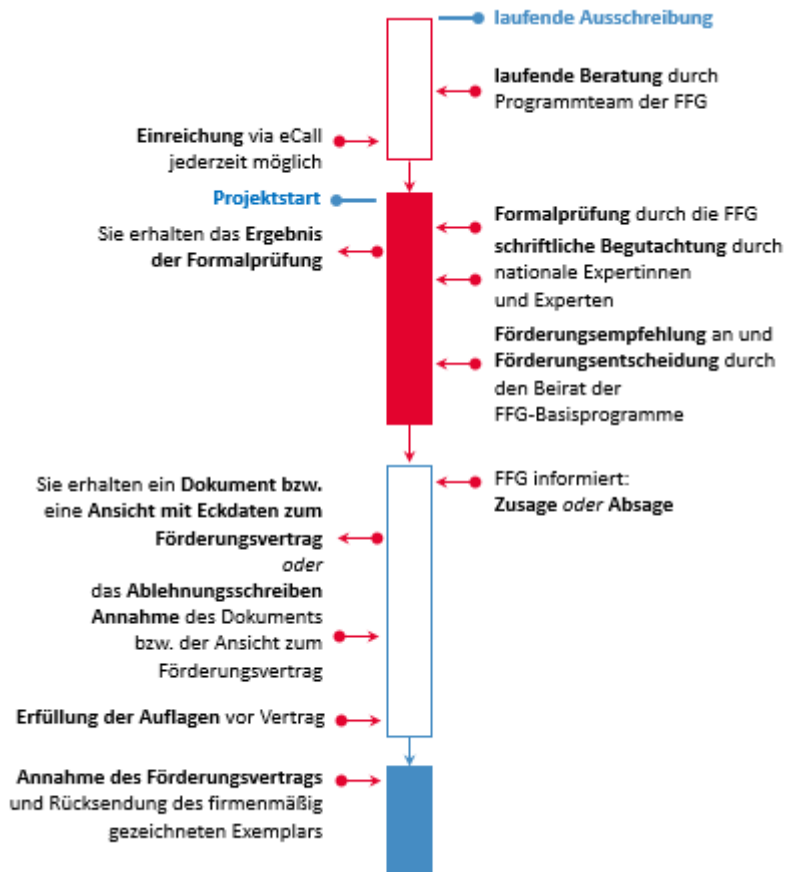 laufende Ausschreibung
laufende Beratung durch
Programmteam der FFG
Einreichung via eCall
jederzeit möglich
Projektstart
Formalprüfung durch die FFG
Sie erhalten das Ergebnis
der Formalprüfung
schriftliche Begutachtung durch
nationale Expertinnen
und Experten
Förderungsempfehlung an und
Förderungsentscheidung durch
den Beirat der
FFG-Basisprogramme
FFG informiert:
Zusage oder Absage
Sie erhalten ein Dokument bzw.
eine Ansicht mit Eckdaten zum
Förderungsvertrag
oder
das Ablehnungsschreiben
Annahme des Dokuments
bzw. der Ansicht zum
Förderungsvertrag
Erfüllung der Auflagen vor Vertrag
Annahme des Förderungsvertrags
und Rücksendung des firmenmäßig
gezeichneten Exemplars